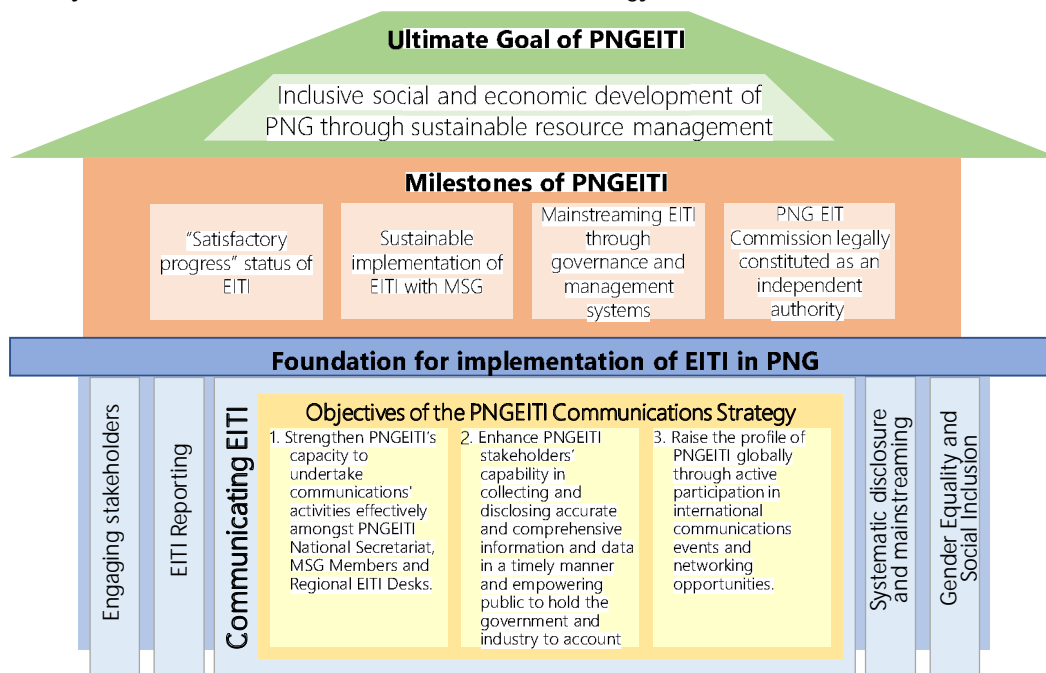 Ultimate Goal of PNGEITI
Inclusive social and economic development of
PNG through sustainable resource management
Milestones of PNGEITI
“Satisfactory
progress” status of
EITI
Sustainable
implementation of
EITI with MSG
Mainstreaming EITI
through
governance and
management
systems
PNG EIT
Commission legally
constituted as an
independent
authority
Foundation for implementation of EITI in PNG
Engaging stakeholders
EITI Reporting
Communicating EITI
Objectives of the PNGEITI Communications Strategy
1. Strengthen PNGEITI’s
capacity to
undertake
communications’
activities effectively
amongst PNGEITI
National Secretariat,
MSG Members and
Regional EITI Desks.
2. Enhance PNGEITI
stakeholders’
capability in
collecting and
disclosing accurate
and comprehensive
information and data
in a timely manner
and empowering
public to hold the
government and
industry to account
3. Raise the profile of
PNGEITI globally
through active
participation in
international
communications
events and
networking
opportunities.
Systematic disclosure
and mainstreaming
Gender Equality and
Social Inclusion